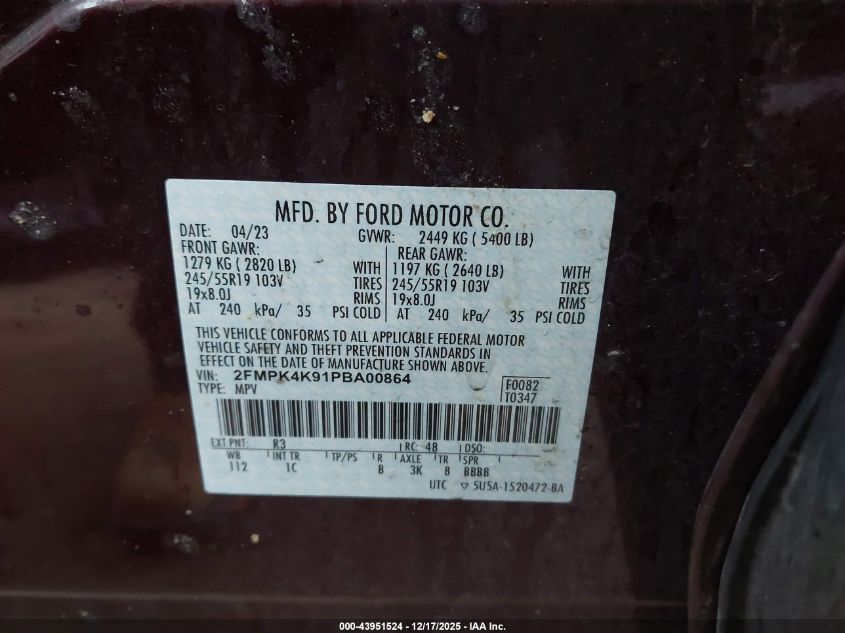 MFD. BY FORD MOTOR CO.
DATE: 04/23 GVWR: 2449 KG ( 5400 LB)
FRONT GAWR: REAR GAWR:
1279 KG ( 2820 LB) WITH 1197 KG ( 2640 LB) WITH
245/55R19 103V TIRES 245/55R19 103V TIRES
19x8.0J RIMS 19x8.0J RIMS
AT 240 kPa/ 35 PSI COLD AT 240 kPa/ 35 PSI COLD
THIS VEHICLE CONFORMS TO ALL APPLICABLE FEDERAL MOTOR
VEHICLE SAFETY AND THEFT PREVENTION STANDARDS IN
EFFECT ON THE DATE OF MANUFACTURE SHOWN ABOVE.
VIN: 2FMPK4K91PBA00864 F0082
TYPE: MPV T0347
EXT PNT: R3 RC: 48 DSO:
WB INT TR TP/PS R AXLE TR SPR
112 1C B 3K 8 BBBB
UTC ▽ SU5A-1520472-BA
000-43951524 - 12/17/2025 - IAA Inc.